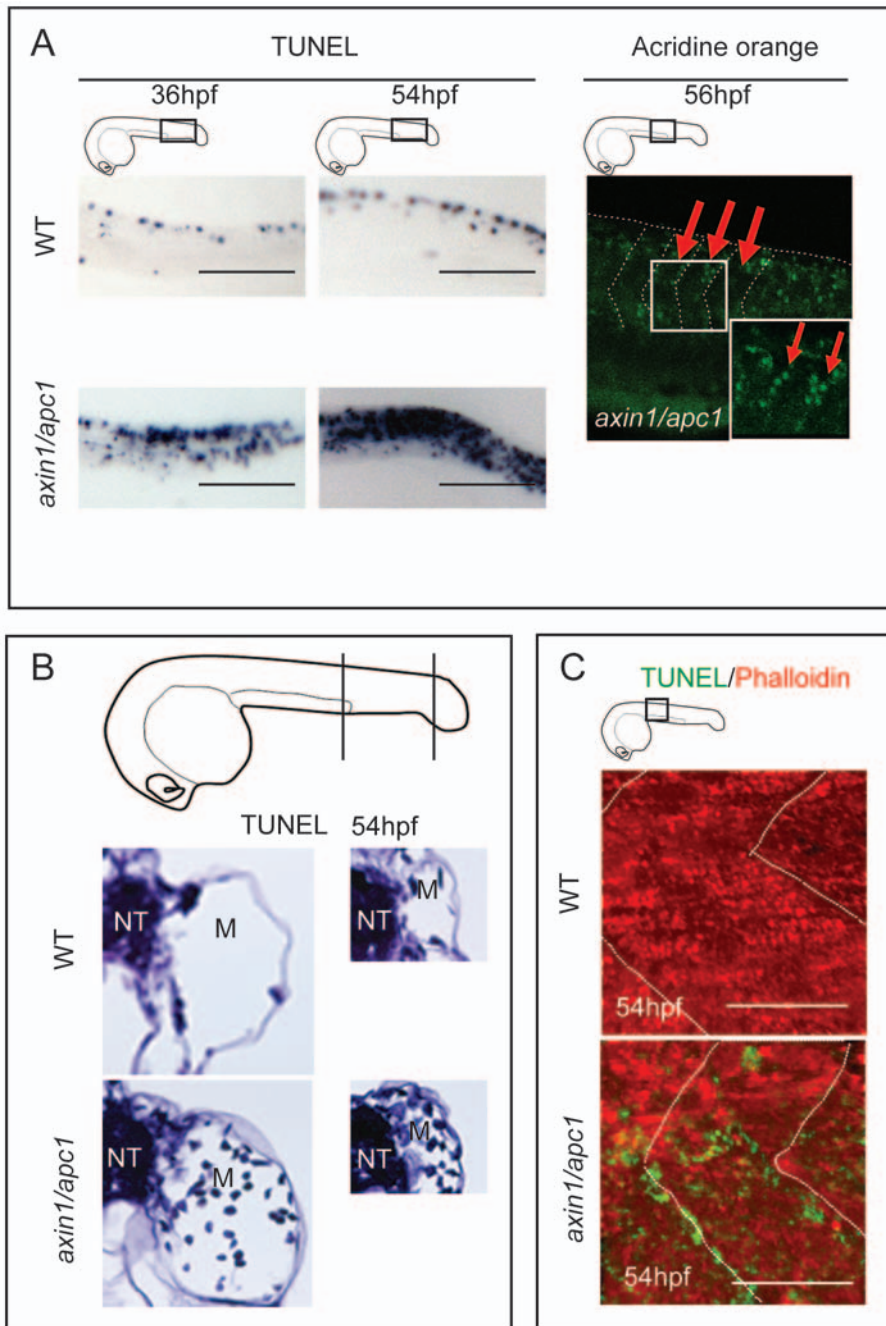 A
TUNEL
Acridine orange
36hpf
54hpf
56hpf
WT
axin1/apc1
axin1/apc1
B
TUNEL 54hpf
WT
NT
M
NT
M
axin1/apc1
NT
M
NT
M
C
TUNEL/Phalloidin
WT
54hpf
axin1/apc1
54hpf